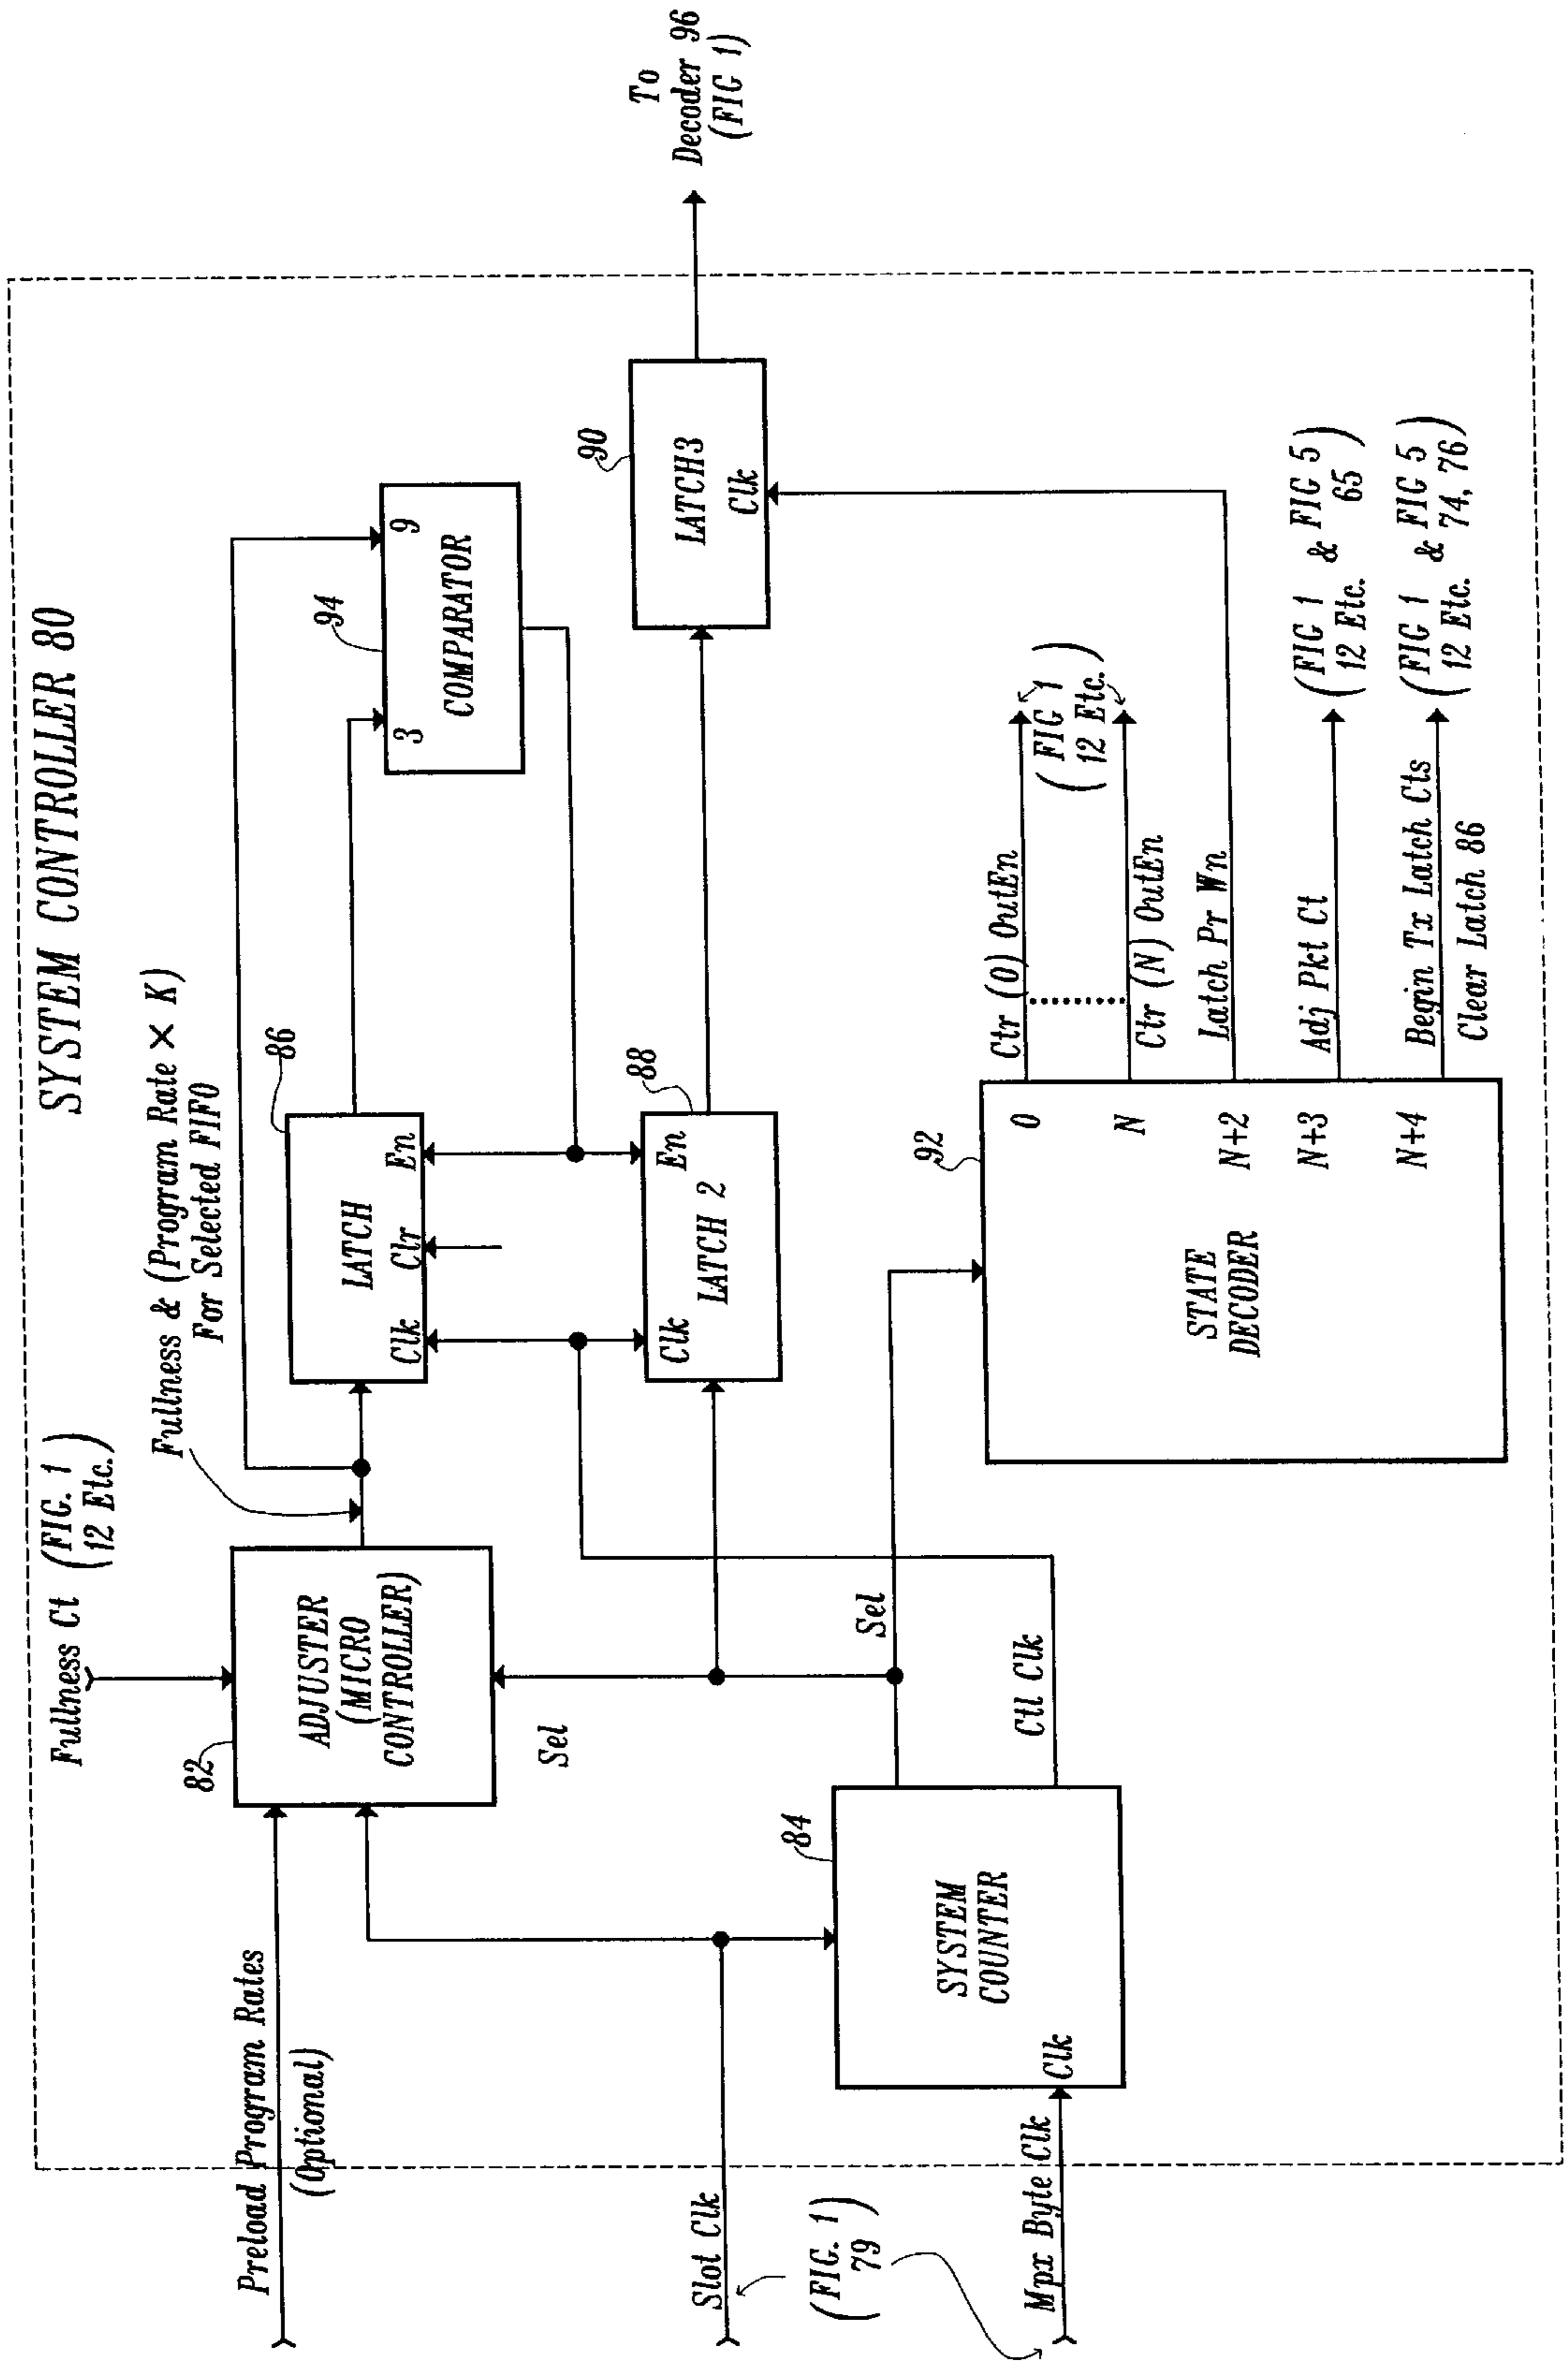 SYSTEM CONTROLLER 80
Fullness Ct (FIG. 1
12 Etc.)
Fullness & (Program Rate × K)
For Selected FIFO
Preload Program Rates
(Optional)
82
ADJUSTER
(MICRO
CONTROLLER)
Sel
86
LATCH
Clk
Clr
En
94
3
9
COMPARATOR
88
Clk
En
LATCH 2
90
LATCH3
Clk
To
Decoder 96
(FIG 1)
Slot Clk
(FIG. 1)
79
Mpx Byte Clk
84
SYSTEM
COUNTER
Clk
Sel
Ctl Clk
92
STATE
DECODER
0
N
N+2
N+3
N+4
Ctr (0) OutEn
Ctr (N) OutEn
(FIG 1
12 Etc.)
Latch Pr Wn
Adj Pkt Ct
(FIG 1 & FIG 5)
12 Etc. 65
Begin Tx Latch Cts
Clear Latch 86
(FIG 1 & FIG 5)
12 Etc. 74, 76